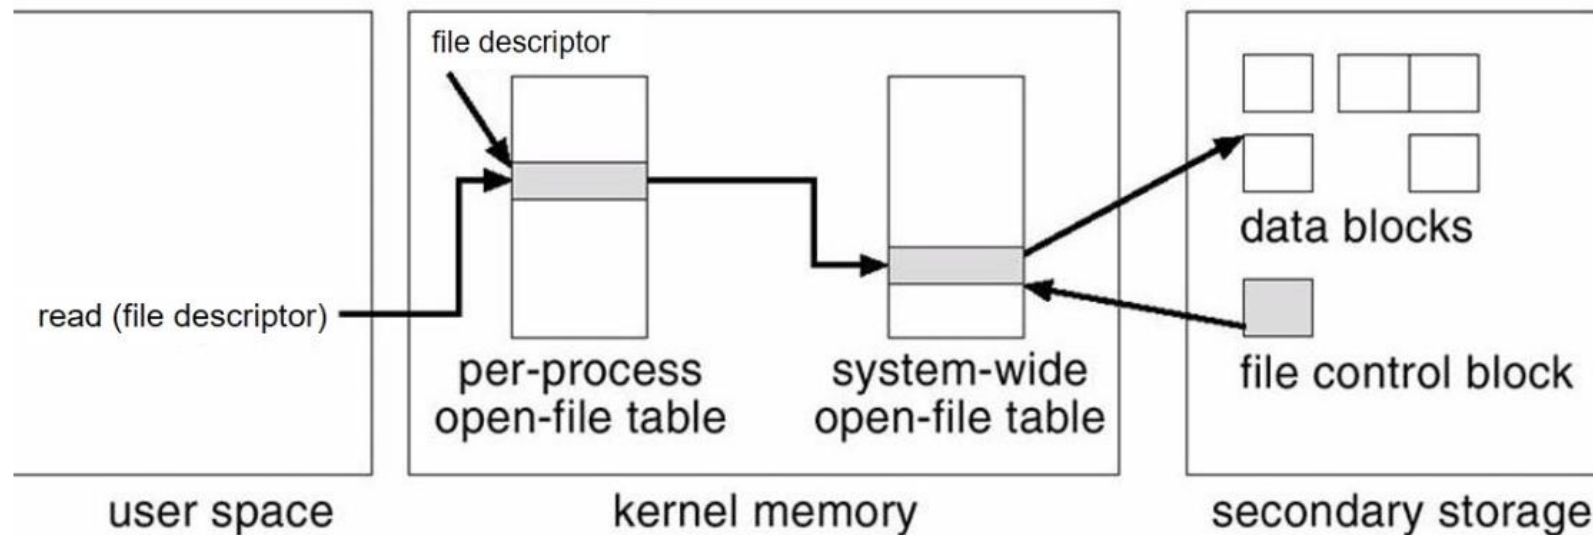 file descriptor
read (file descriptor)
per-process
open-file table
system-wide
open-file table
data blocks
file control block
user space
kernel memory
secondary storage